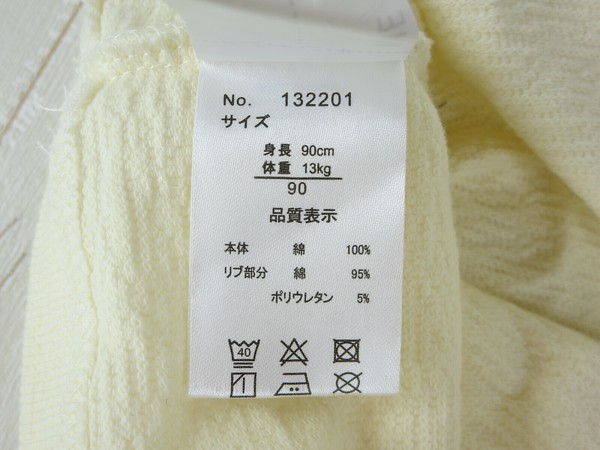 No. 132201
サイズ
身長 90cm
体重 13kg
90
品質表示
本体 綿 100%
リブ部分 綿 95%
ポリウレタン 5%
40